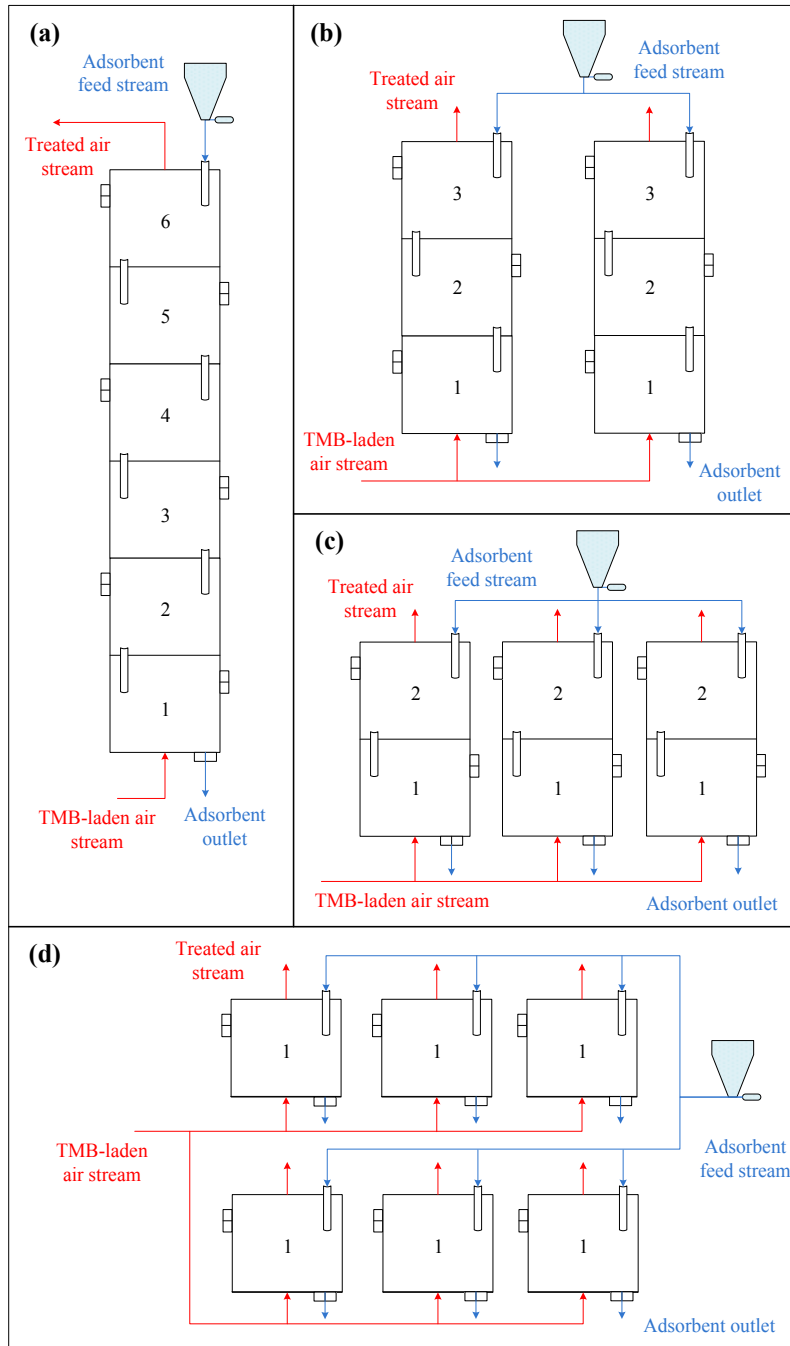 (a)
Adsorbent
feed stream
Treated air
stream
6
5
4
3
2
1
TMB-laden air
stream
Adsorbent
outlet
(b)
Treated air
stream
Adsorbent
feed stream
3
3
2
2
1
1
TMB-laden
air stream
Adsorbent
outlet
(c)
Adsorbent
feed stream
Treated air
stream
2
2
2
1
1
1
TMB-laden air stream
Adsorbent outlet
(d)
Treated air
stream
1
1
1
TMB-laden
air stream
Adsorbent
feed stream
1
1
1
Adsorbent outlet